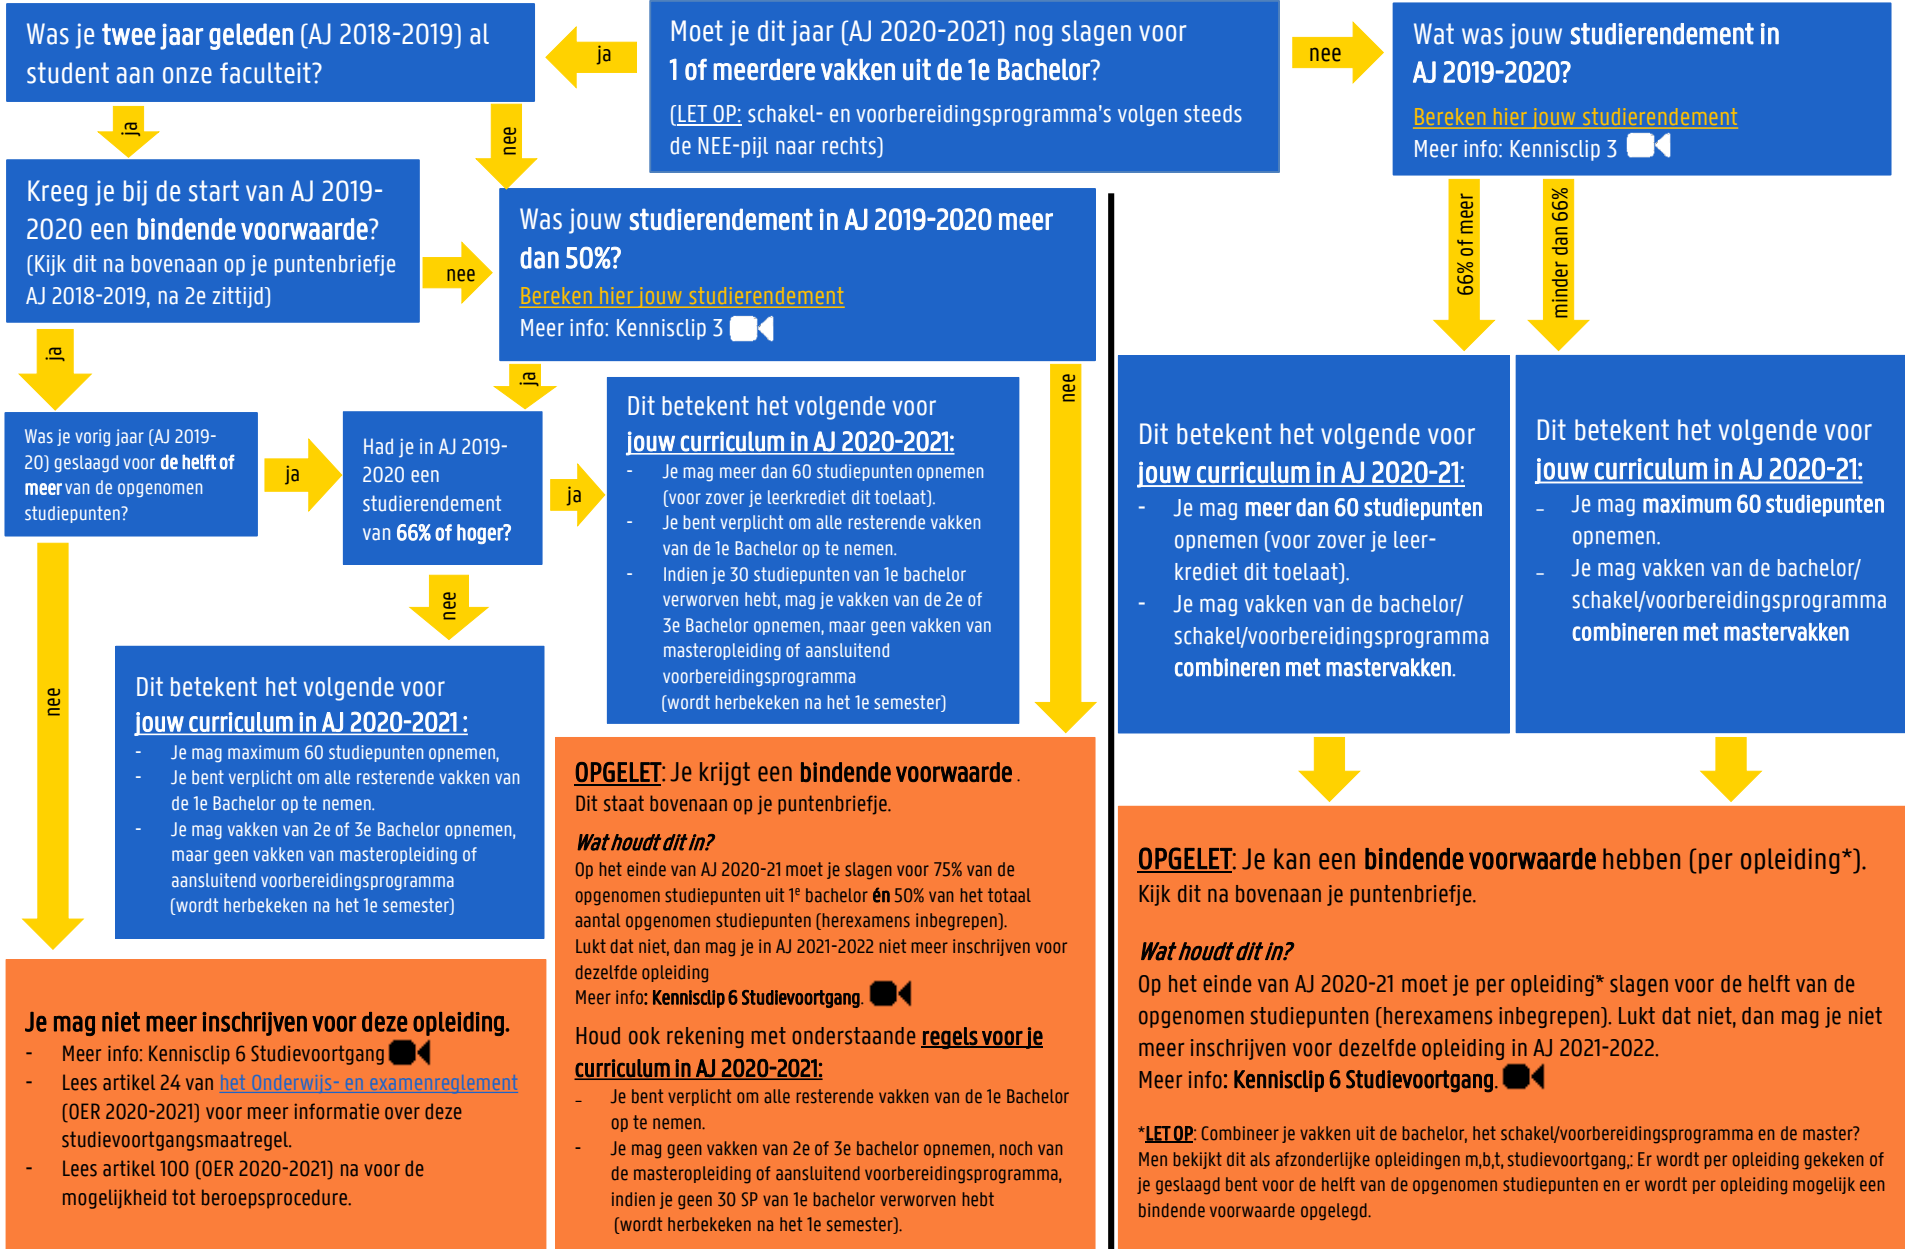 Was je twee jaar geleden (AJ 2018-2019) al
student aan onze faculteit?
ja
Moet je dit jaar (AJ 2020-2021) nog slagen voor
1 of meerdere vakken uit de 1e Bachelor?
(LET OP: schakel- en voorbereidingsprogramma's volgen steeds
de NEE-pijl naar rechts)
nee
Wat was jouw studierendement in
AJ 2019-2020?
Bereken hier jouw studierendement
Meer info: Kennisclip 3
ja
nee
Kreeg je bij de start van AJ 2019-
2020 een bindende voorwaarde?
(Kijk dit na bovenaan op je puntenbriefje
AJ 2018-2019, na 2e zittijd)
nee
Was jouw studierendement in AJ 2019-2020 meer
dan 50%?
Bereken hier jouw studierendement
Meer info: Kennisclip 3
66% of meer
minder dan 66%
ja
ja
nee
Was je vorig jaar (AJ 2019-
20) geslaagd voor de helft of
meer van de opgenomen
studiepunten?
ja
Had je in AJ 2019-
2020 een
studierendement
van 66% of hoger?
ja
Dit betekent het volgende voor
jouw curriculum in AJ 2020-2021:
- Je mag meer dan 60 studiepunten opnemen
(voor zover je leerkrediet dit toelaat).
- Je bent verplicht om alle resterende vakken
van de 1e Bachelor op te nemen.
- Indien je 30 studiepunten van 1e bachelor
verworven hebt, mag je vakken van de 2e of
3e Bachelor opnemen, maar geen vakken van
masteropleiding of aansluitend
voorbereidingsprogramma
(wordt herbekeken na het 1e semester)
Dit betekent het volgende voor
jouw curriculum in AJ 2020-21:
- Je mag meer dan 60 studiepunten
opnemen (voor zover je leer-
krediet dit toelaat).
- Je mag vakken van de bachelor/
schakel/voorbereidingsprogramma
combineren met mastervakken.
Dit betekent het volgende voor
jouw curriculum in AJ 2020-21:
- Je mag maximum 60 studiepunten
opnemen.
- Je mag vakken van de bachelor/
schakel/voorbereidingsprogramma
combineren met mastervakken
nee
nee
Dit betekent het volgende voor
jouw curriculum in AJ 2020-2021 :
- Je mag maximum 60 studiepunten opnemen,
- Je bent verplicht om alle resterende vakken van
de 1e Bachelor op te nemen.
- Je mag vakken van 2e of 3e Bachelor opnemen,
maar geen vakken van masteropleiding of
aansluitend voorbereidingsprogramma
(wordt herbekeken na het 1e semester)
OPGELET: Je krijgt een bindende voorwaarde .
Dit staat bovenaan op je puntenbriefje.
Wat houdt dit in?
Op het einde van AJ 2020-21 moet je slagen voor 75% van de
opgenomen studiepunten uit 1e bachelor én 50% van het totaal
aantal opgenomen studiepunten (herexamens inbegrepen).
Lukt dat niet, dan mag je in AJ 2021-2022 niet meer inschrijven voor
dezelfde opleiding
Meer info: Kennisclip 6 Studievoortgang.
Houd ook rekening met onderstaande regels voor je
curriculum in AJ 2020-2021:
- Je bent verplicht om alle resterende vakken van de 1e Bachelor
op te nemen.
- Je mag geen vakken van 2e of 3e bachelor opnemen, noch van
de masteropleiding of aansluitend voorbereidingsprogramma,
indien je geen 30 SP van 1e bachelor verworven hebt
(wordt herbekeken na het 1e semester).
Je mag niet meer inschrijven voor deze opleiding.
- Meer info: Kennisclip 6 Studievoortgang
- Lees artikel 24 van het Onderwijs- en examenreglement
(OER 2020-2021) voor meer informatie over deze
studievoortgangsmaatregel.
- Lees artikel 100 (OER 2020-2021) na voor de
mogelijkheid tot beroepsprocedure.
OPGELET: Je kan een bindende voorwaarde hebben (per opleiding*).
Kijk dit na bovenaan je puntenbriefje.
Wat houdt dit in?
Op het einde van AJ 2020-21 moet je per opleiding* slagen voor de helft van de
opgenomen studiepunten (herexamens inbegrepen). Lukt dat niet, dan mag je niet
meer inschrijven voor dezelfde opleiding in AJ 2021-2022.
Meer info: Kennisclip 6 Studievoortgang.
*LET OP: Combineer je vakken uit de bachelor, het schakel/voorbereidingsprogramma en de master?
Men bekijkt dit als afzonderlijke opleidingen m,b,t, studievoortgang,: Er wordt per opleiding gekeken of
je geslaagd bent voor de helft van de opgenomen studiepunten en er wordt per opleiding mogelijk een
bindende voorwaarde opgelegd.